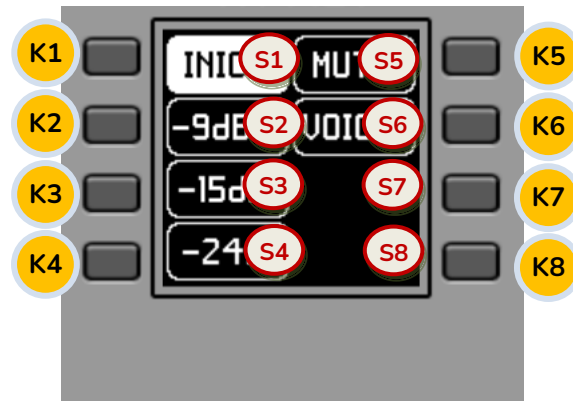 K1 INIC S1 MUT S5 K5
K2 -9dB S2 VOIC S6 K6
K3 -15d S3 S7 K7
K4 -24 S4 S8 K8